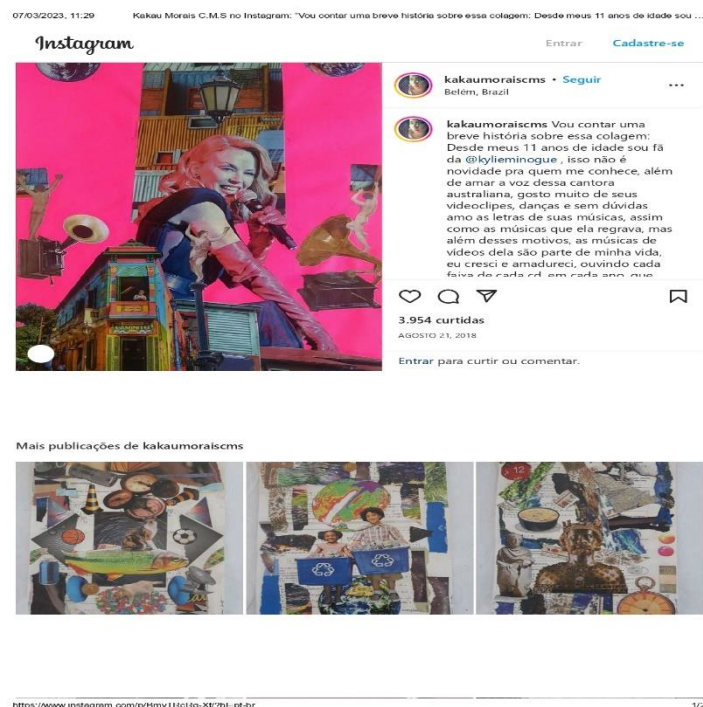 07/03/2023, 11:29 Kakau Morais C.M.S no Instagram: "Vou contar uma breve história sobre essa colagem: Desde meus 11 anos de idade sou …
Instagram
Entrar Cadastre-se
kakaumoraiscms • Seguir
Belém, Brazil
kakaumoraiscms Vou contar uma
breve história sobre essa colagem:
Desde meus 11 anos de idade sou fã
da @kylieminogue , isso não é
novidade pra quem me conhece, além
de amar a voz dessa cantora
australiana, gosto muito de seus
videoclipes, danças e sem dúvidas
amo as letras de suas músicas, assim
como as músicas que ela regrava, mas
além desses motivos, as músicas de
vídeos dela são parte de minha vida,
eu cresci e amadureci, ouvindo cada
faixa de cada cd, em cada ano, que
3.954 curtidas
AGOSTO 21, 2018
Entrar para curtir ou comentar.
Mais publicações de kakaumoraiscms
12
1/2